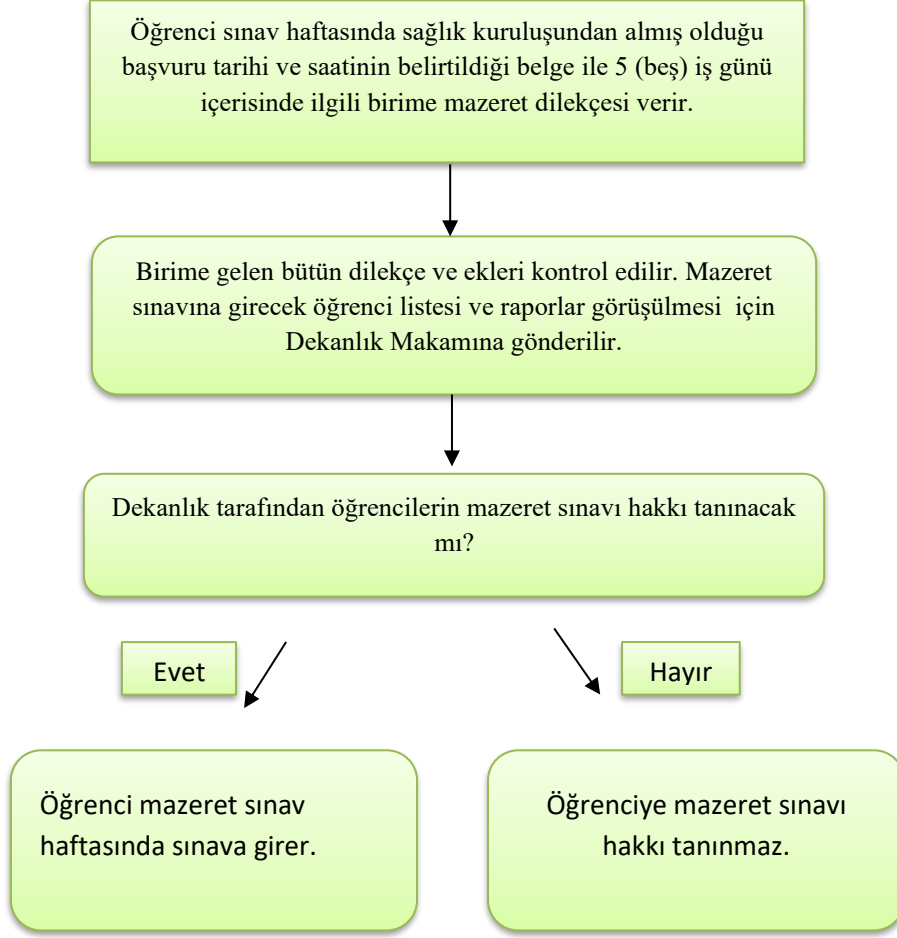 Öğrenci sınav haftasında sağlık kuruluşundan almış olduğu
başvuru tarihi ve saatinin belirtildiği belge ile 5 (beş) iş günü
içerisinde ilgili birime mazeret dilekçesi verir.
Birime gelen bütün dilekçe ve ekleri kontrol edilir. Mazeret
sınavına girecek öğrenci listesi ve raporlar görüşülmesi için
Dekanlık Makamına gönderilir.
Dekanlık tarafından öğrencilerin mazeret sınavı hakkı tanınacak
mı?
Evet
Hayır
Öğrenci mazeret sınav
haftasında sınava girer.
Öğrenciye mazeret sınavı
hakkı tanınmaz.